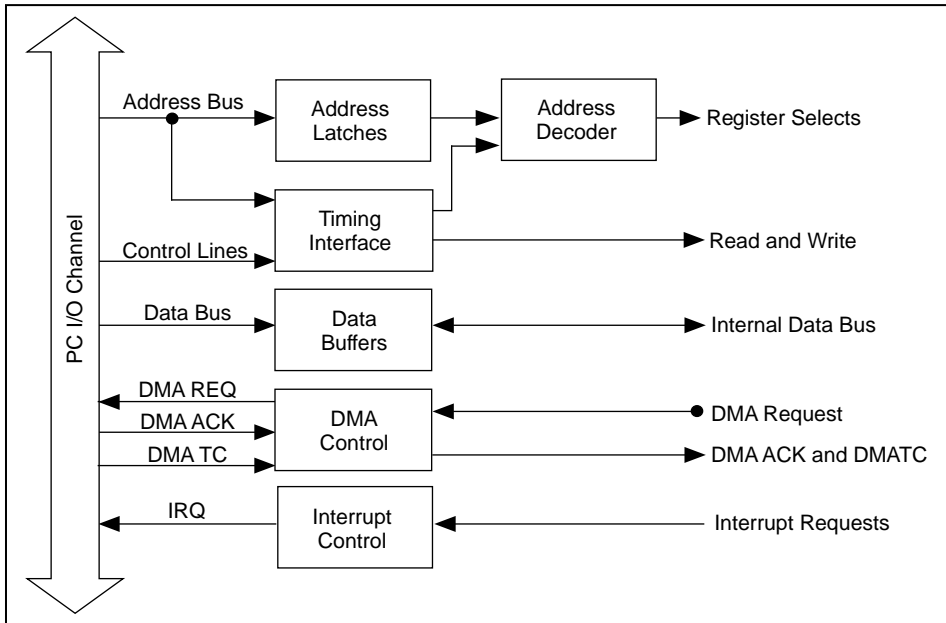 PC I/O Channel
Address Bus
Address
Latches
Address
Decoder
Register Selects
Timing
Interface
Read and Write
Control Lines
Data Bus
Data
Buffers
Internal Data Bus
DMA REQ
DMA ACK
DMA TC
DMA
Control
DMA Request
DMA ACK and DMATC
IRQ
Interrupt
Control
Interrupt Requests